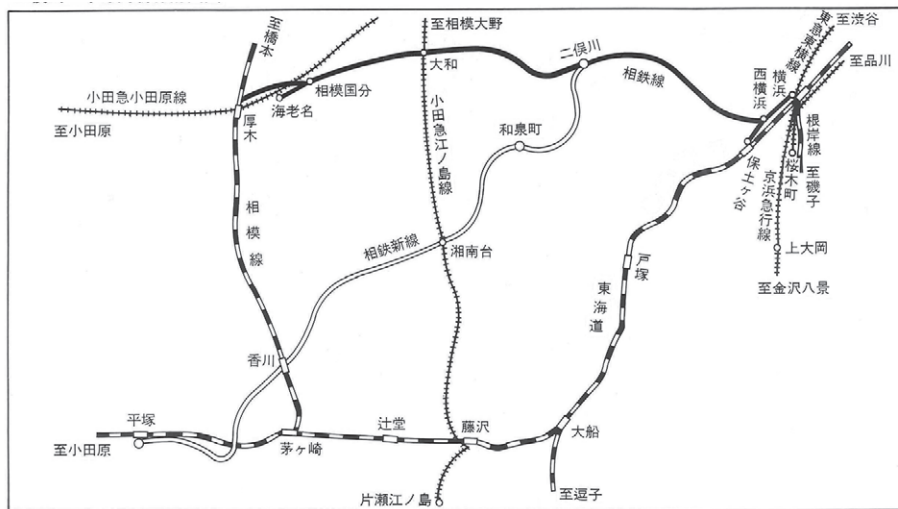 至橋本
至相模大野
東急東横線
至渋谷
至品川
大和
二俣川
相鉄線
横浜
西横浜
根岸線
小田急小田原線
至小田原
相模国分
海老名
厚木
小田急江ノ島線
和泉町
保土ヶ谷
桜木町
至磯子
京浜急行線
上大岡
至金沢八景
相模線
相鉄新線
湘南台
戸塚
東海道
香川
平塚
至小田原
茅ヶ崎
辻堂
藤沢
大船
片瀬江ノ島
至逗子